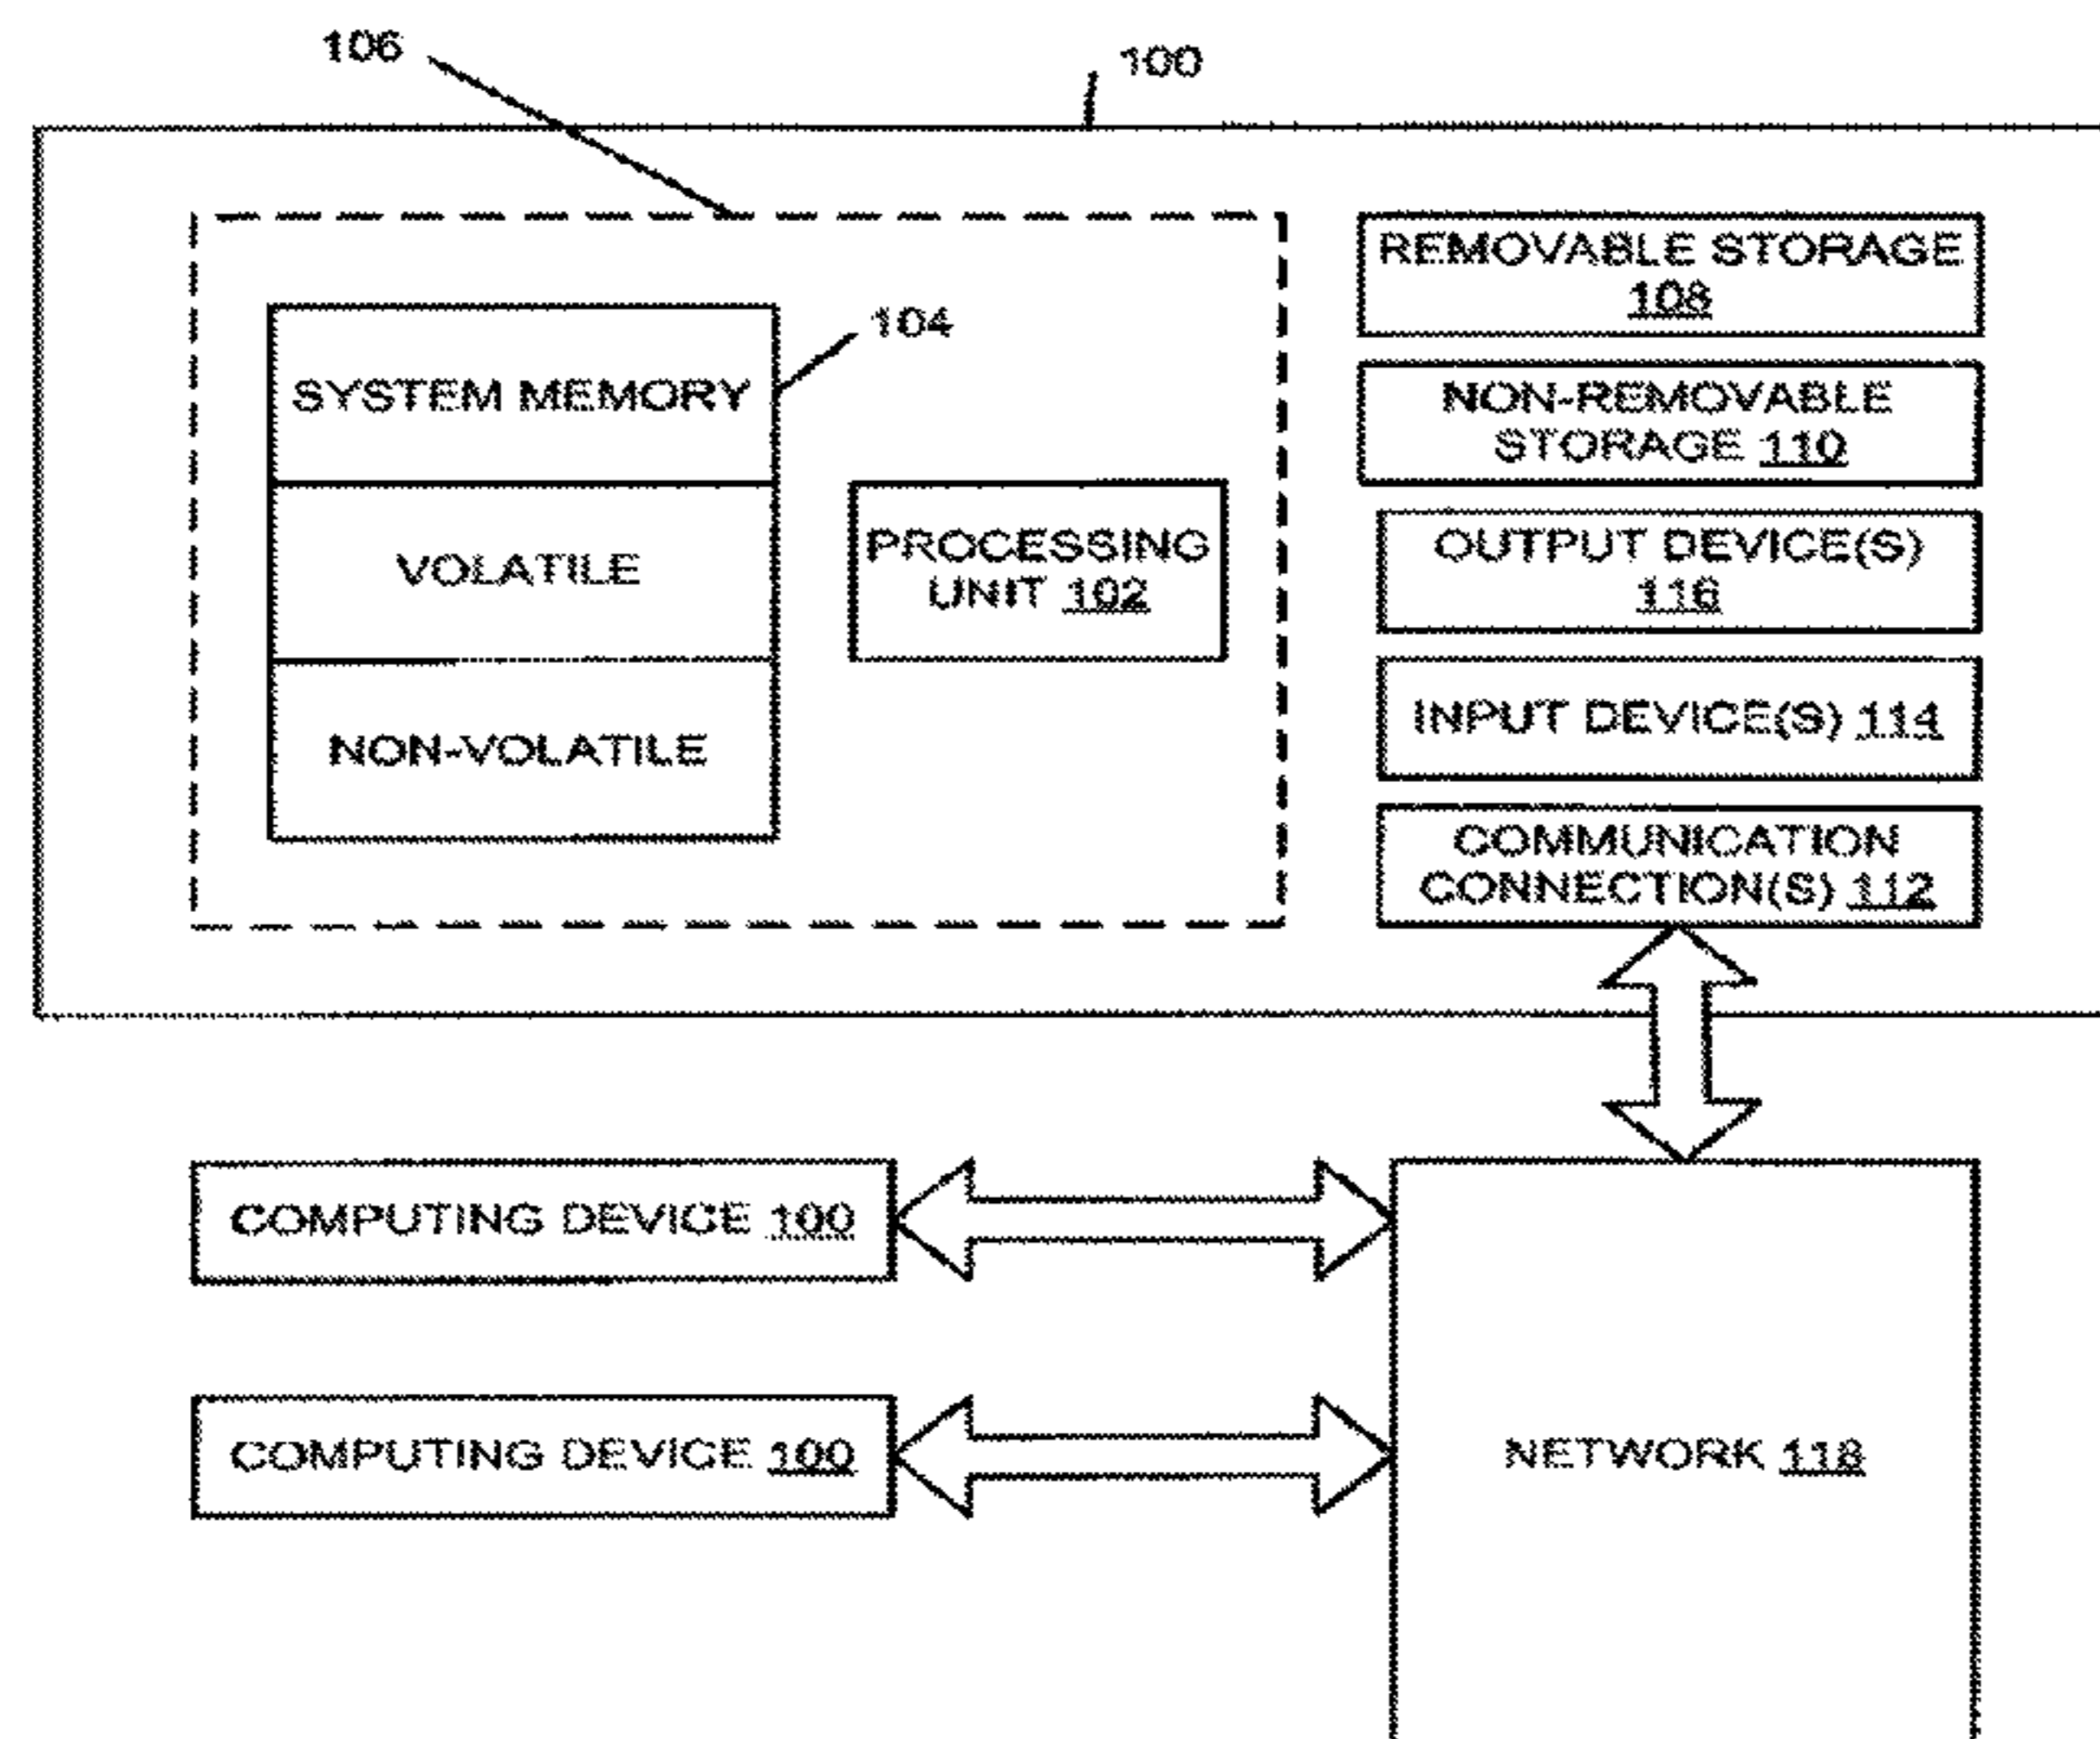 106
100
104
SYSTEM MEMORY
VOLATILE
NON-VOLATILE
PROCESSING
UNIT 102
REMOVABLE STORAGE
108
NON-REMOVABLE
STORAGE 110
OUTPUT DEVICE(S)
116
INPUT DEVICE(S) 114
COMMUNICATION
CONNECTION(S) 112
COMPUTING DEVICE 100
COMPUTING DEVICE 100
NETWORK 118